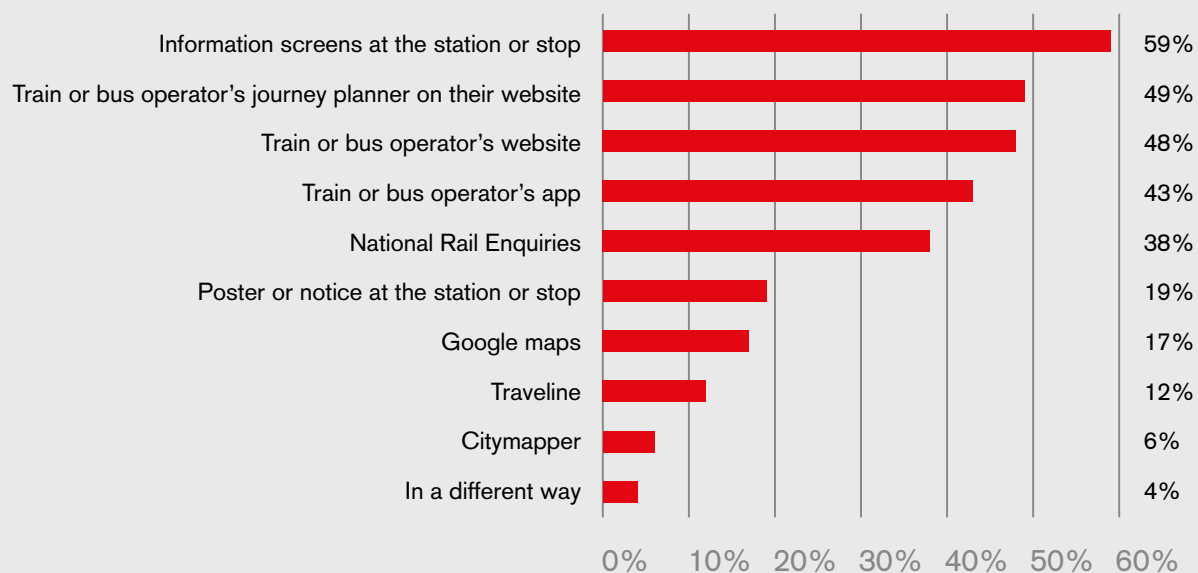 Information screens at the station or stop 59%
Train or bus operator’s journey planner on their website 49%
Train or bus operator’s website 48%
Train or bus operator’s app 43%
National Rail Enquiries 38%
Poster or notice at the station or stop 19%
Google maps 17%
Traveline 12%
Citymapper 6%
In a different way 4%
0% 10% 20% 30% 40% 50% 60%